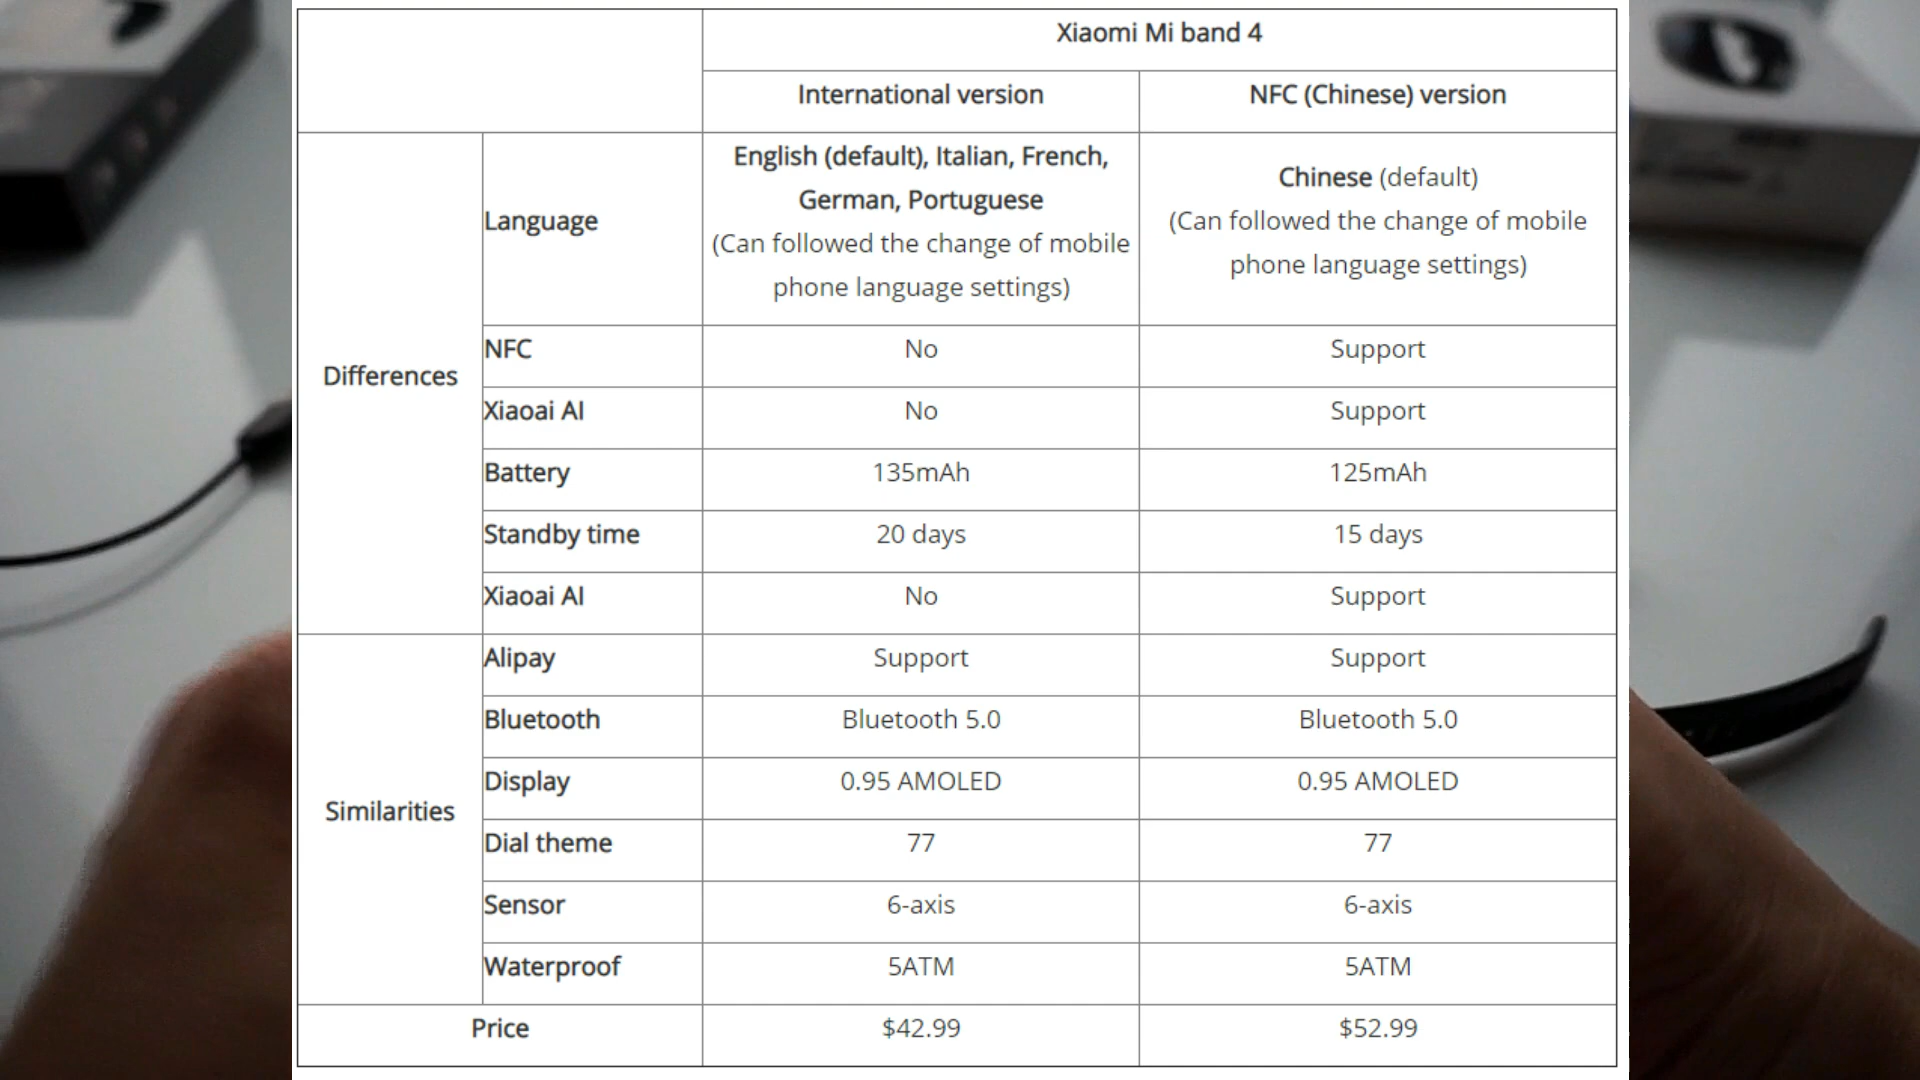 Xiaomi Mi band 4
International version
NFC (Chinese) version
Differences
Language
English (default), Italian, French,
German, Portuguese
(Can followed the change of mobile
phone language settings)
Chinese (default)
(Can followed the change of mobile
phone language settings)
NFC
No
Support
Xiaoai AI
No
Support
Battery
135mAh
125mAh
Standby time
20 days
15 days
Xiaoai AI
No
Support
Similarities
Alipay
Support
Support
Bluetooth
Bluetooth 5.0
Bluetooth 5.0
Display
0.95 AMOLED
0.95 AMOLED
Dial theme
77
77
Sensor
6-axis
6-axis
Waterproof
5ATM
5ATM
Price
$42.99
$52.99